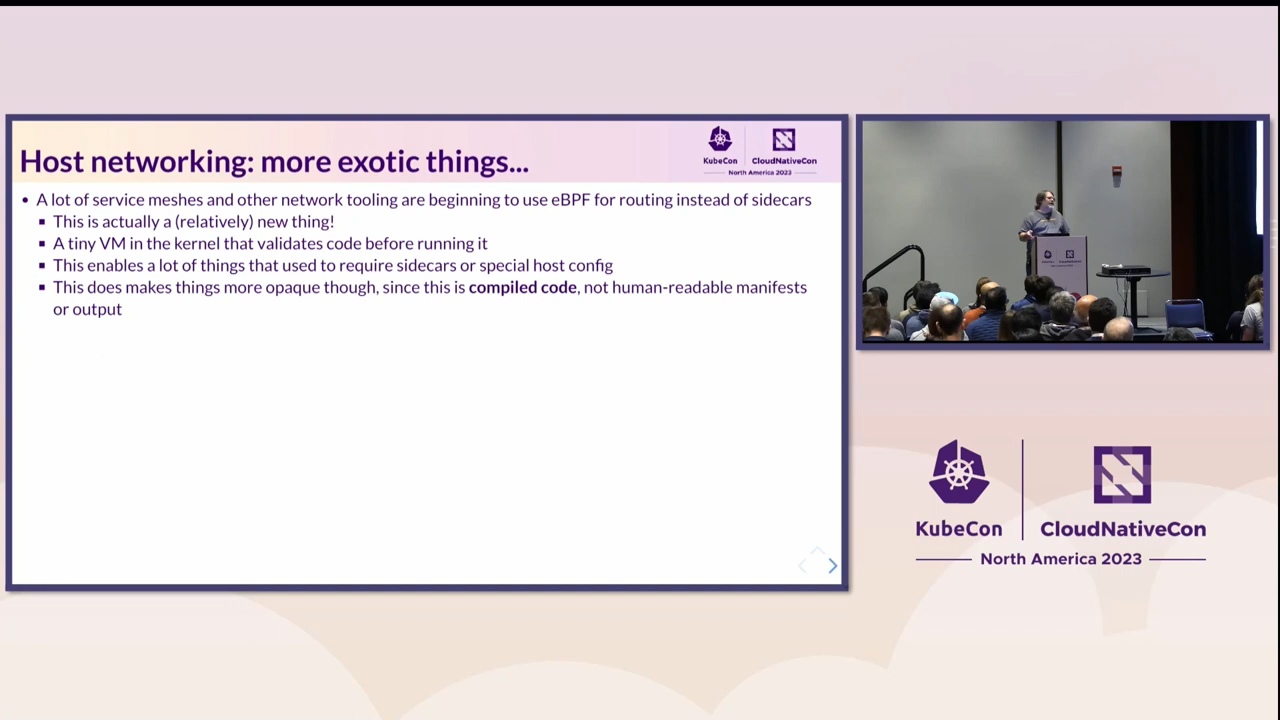 Host networking: more exotic things...
KubeCon
CloudNativeCon
North America 2023
• A lot of service meshes and other network tooling are beginning to use eBPF for routing instead of sidecars
▪ This is actually a (relatively) new thing!
▪ A tiny VM in the kernel that validates code before running it
▪ This enables a lot of things that used to require sidecars or special host config
▪ This does makes things more opaque though, since this is compiled code, not human-readable manifests
or output
KubeCon
CloudNativeCon
North America 2023